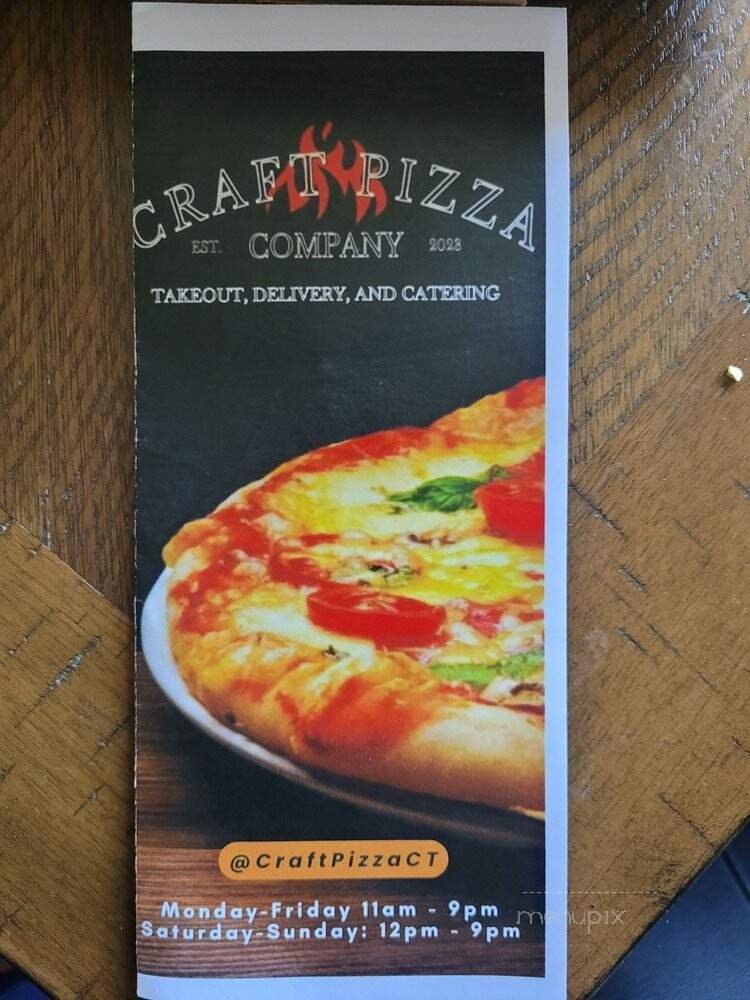 CRAFT PIZZA
EST. COMPANY 2023
TAKEOUT, DELIVERY, AND CATERING
@CraftPizzaCT
Monday-Friday 11am - 9pm
Saturday-Sunday: 12pm - 9pm
menupix